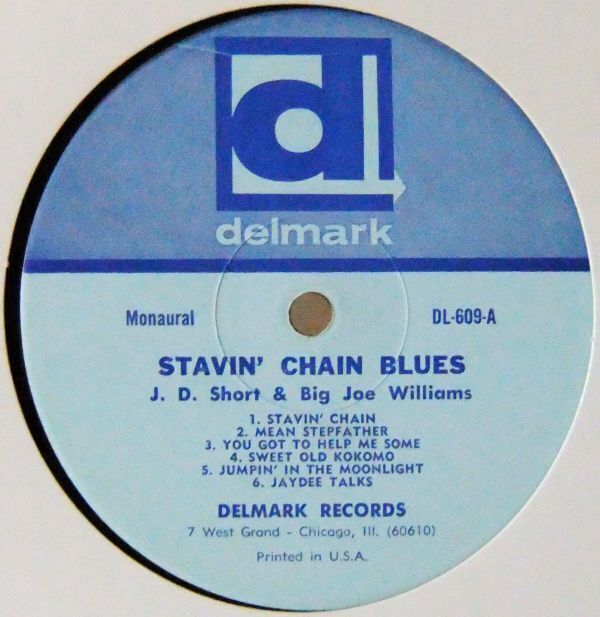 d
delmark
Monaural DL-609-A
STAVIN' CHAIN BLUES
J. D. Short & Big Joe Williams
1. STAVIN' CHAIN
2. MEAN STEPFATHER
3. YOU GOT TO HELP ME SOME
4. SWEET OLD KOKOMO
5. JUMPIN' IN THE MOONLIGHT
6. JAYDEE TALKS
DELMARK RECORDS
7 West Grand - Chicago, Ill. (60610)
Printed in U.S.A.